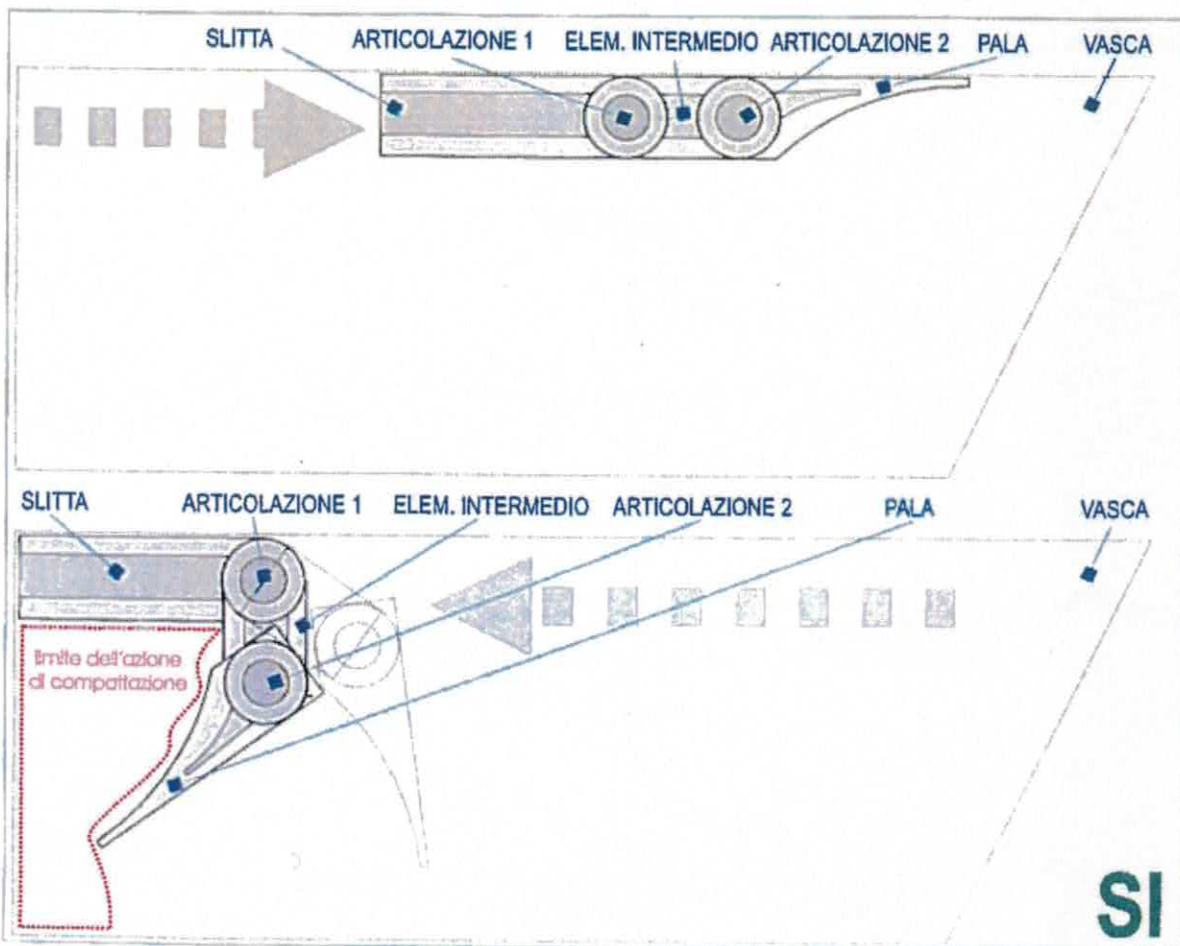 SLITTA ARTICOLAZIONE 1 ELEM. INTERMEDIO ARTICOLAZIONE 2 PALA VASCA
SLITTA ARTICOLAZIONE 1 ELEM. INTERMEDIO ARTICOLAZIONE 2 PALA VASCA
limite dell'azione
di compattazione
SI